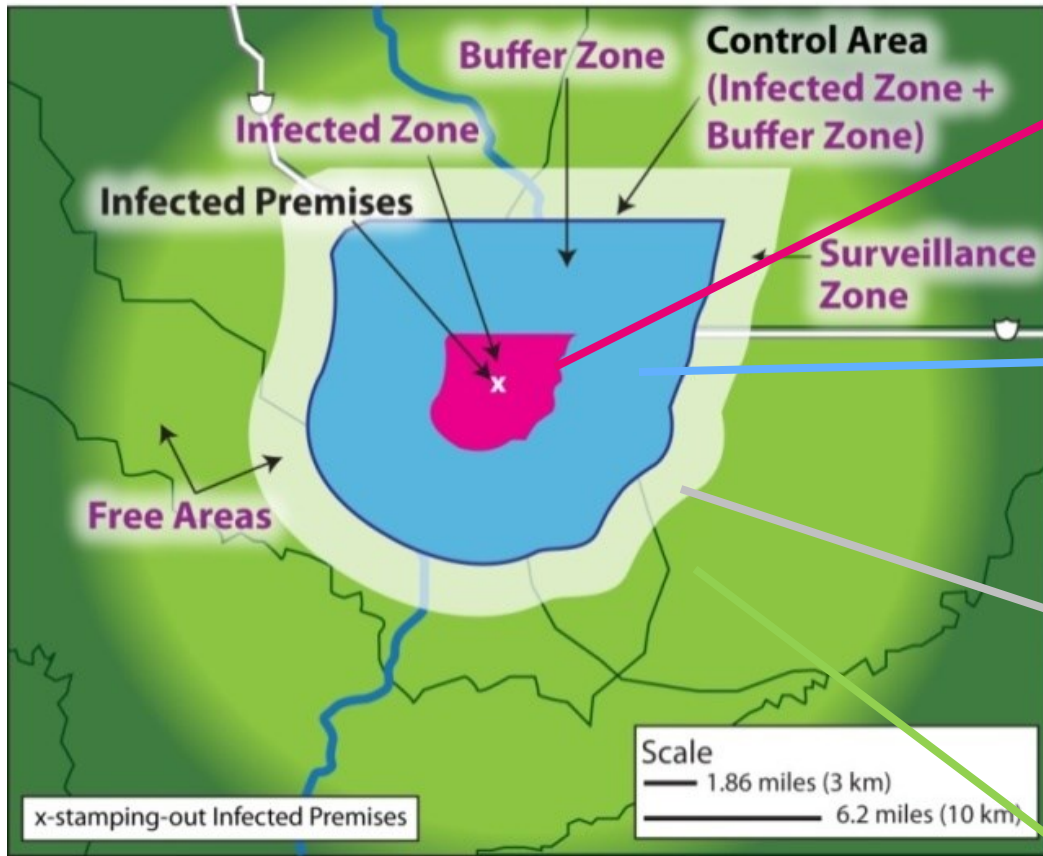 Buffer Zone
Control Area
(Infected Zone +
Buffer Zone)
Infected Zone
Infected Premises
Surveillance
Zone
Free Areas
Scale
1.86 miles (3 km)
6.2 miles (10 km)
x
x-stamping-out Infected Premises